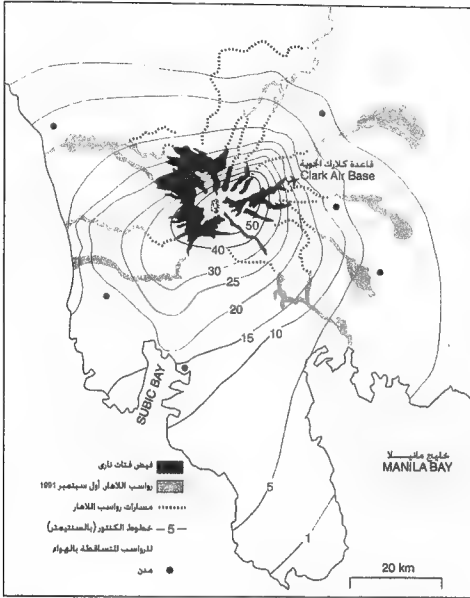 قاعدة كلارك الجوية
Clark Air Base
50
40
30
25
20
15
10
SUBIC BAY
خليج مانيلا
MANILA BAY
5
1
فيض فتات نارى
رواسب اللاهار أول سبتمبر 1991
مسارات رواسب اللاهار
— 5 — خطوط الكنتور (بالسنتيمتر)
للرواسب المتساقطة بالهواء
مدن
20 km